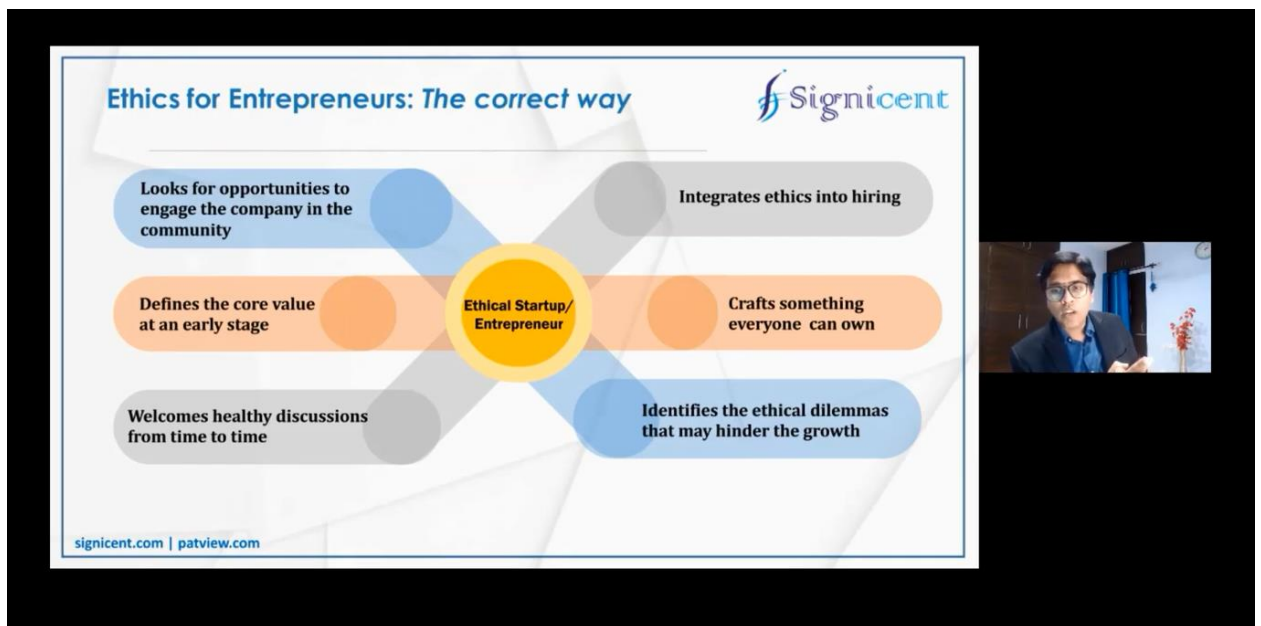 Ethics for Entrepreneurs: The correct way
Signicent
Looks for opportunities to
engage the company in the
community
Integrates ethics into hiring
Defines the core value
at an early stage
Ethical Startup/
Entrepreneur
Crafts something
everyone can own
Welcomes healthy discussions
from time to time
Identifies the ethical dilemmas
that may hinder the growth
signicent.com | patview.com